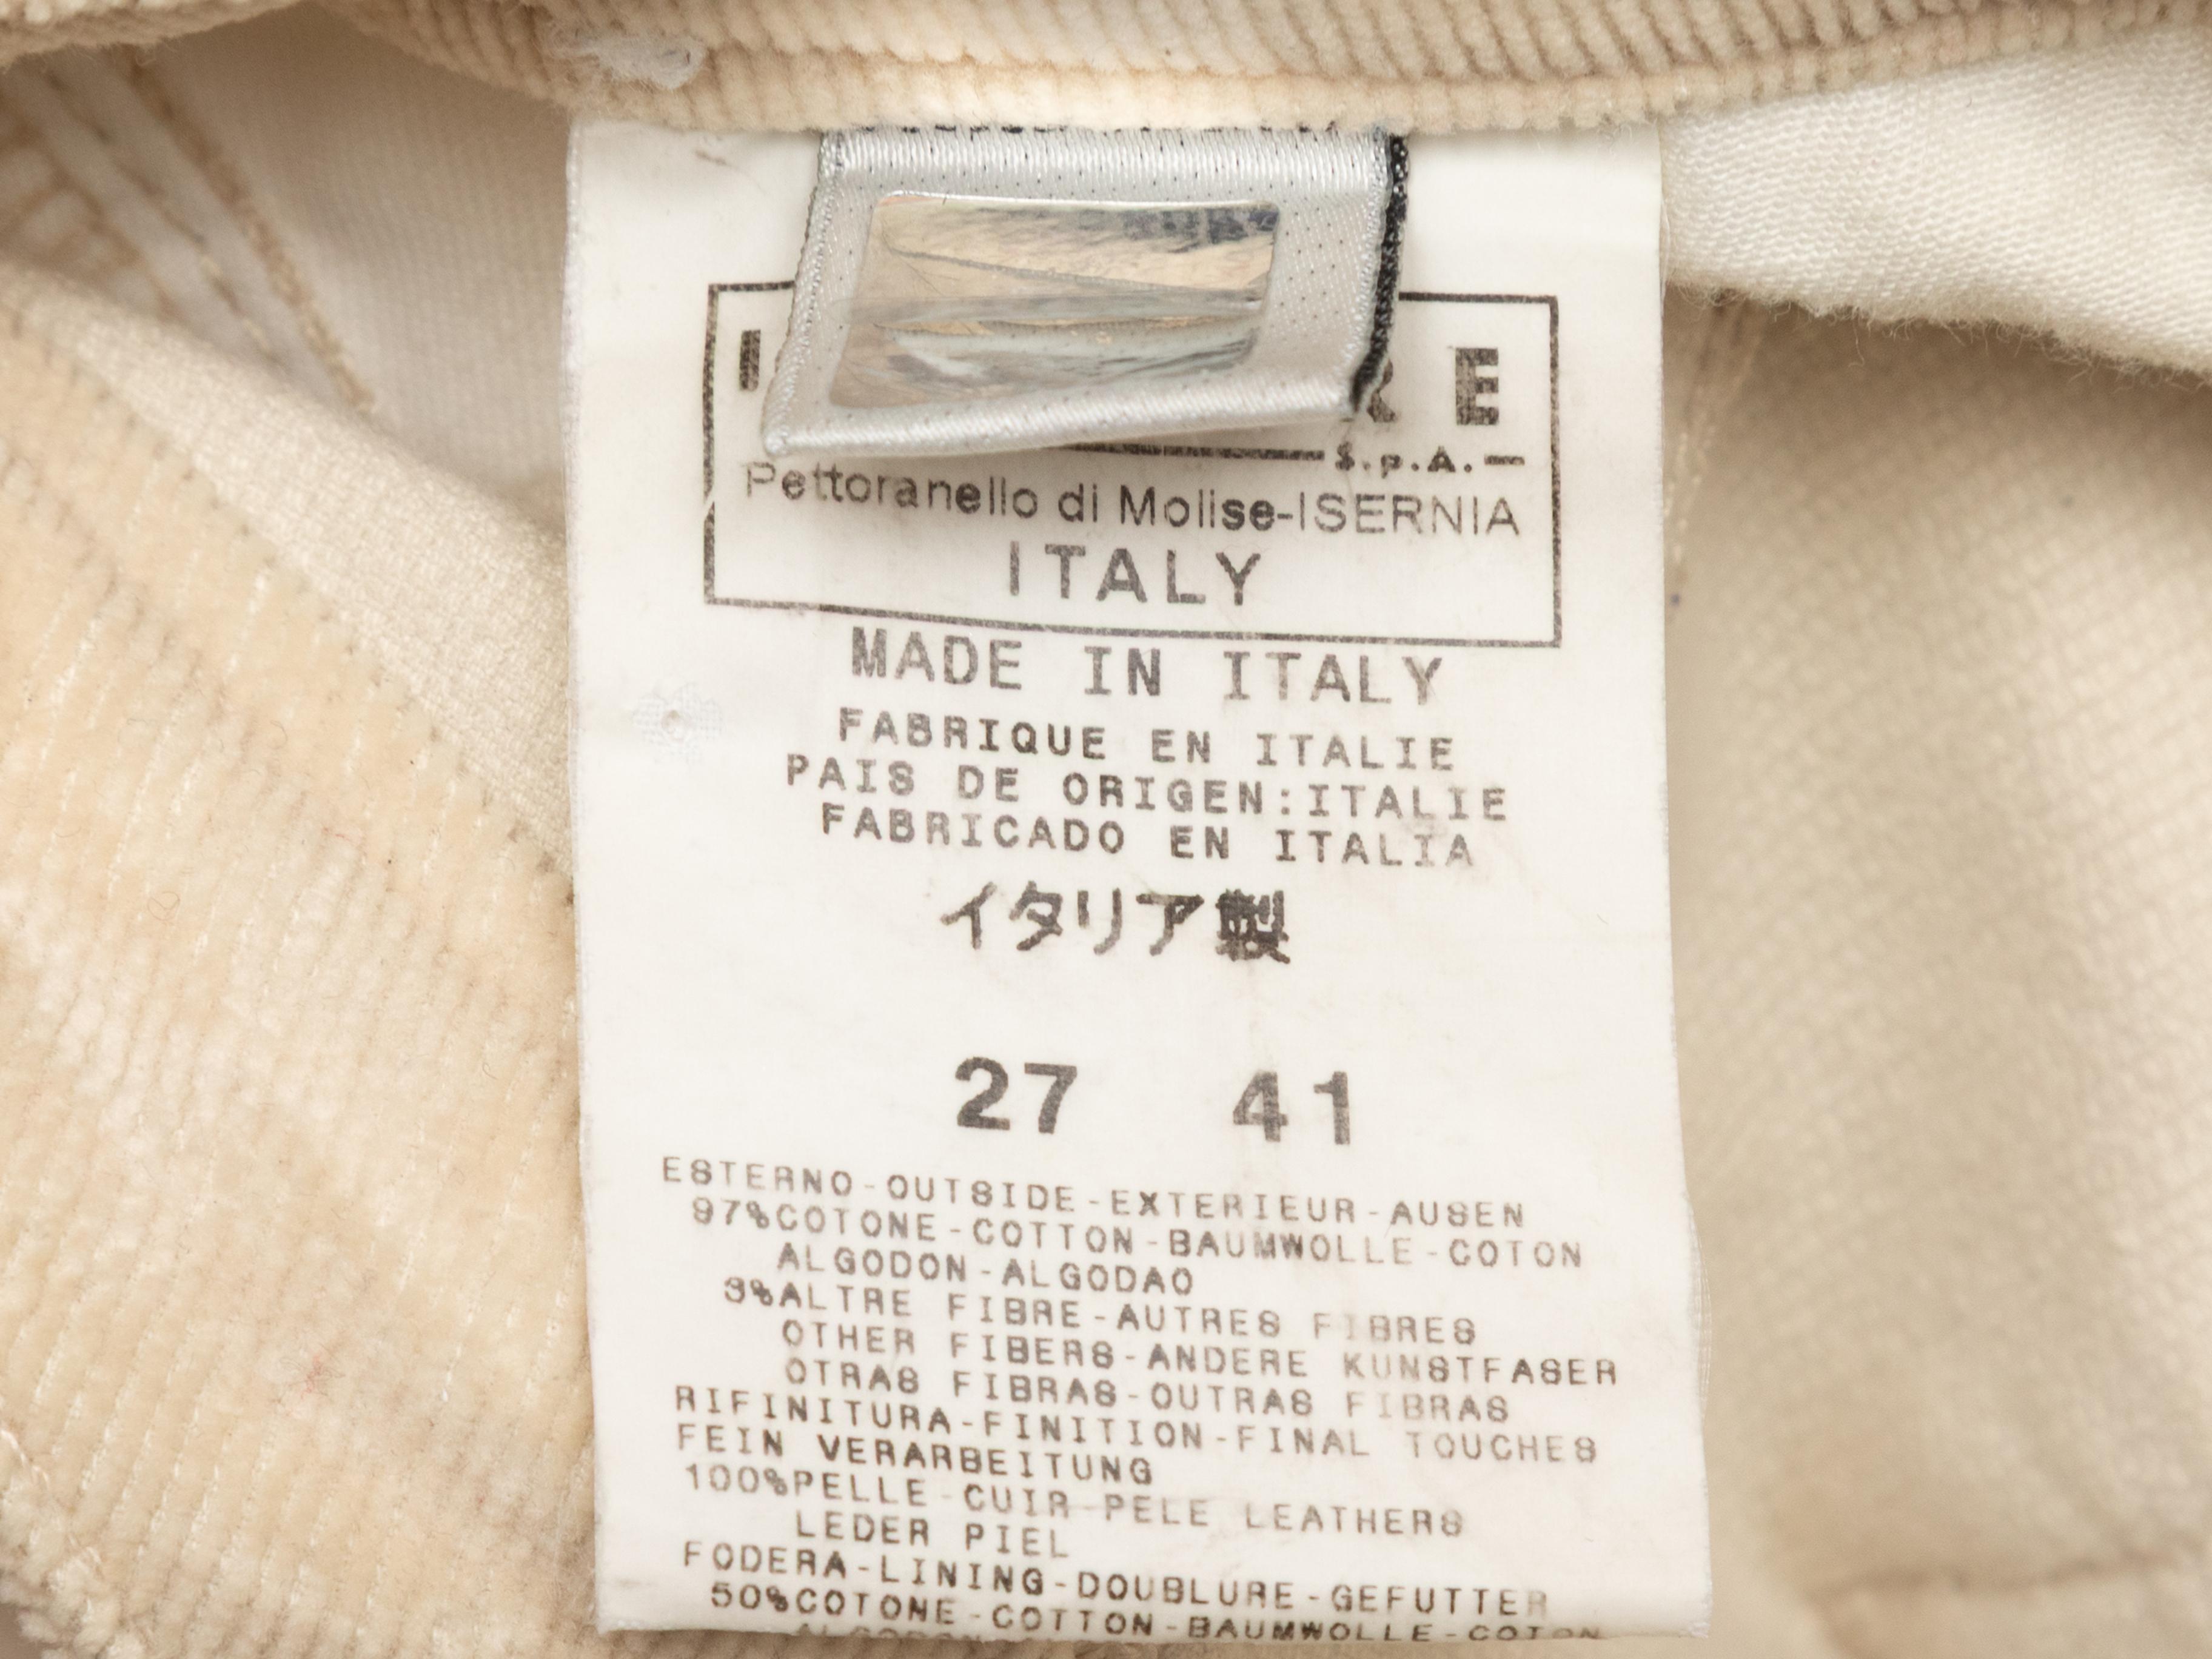 E
S.p.A.
Pettoranello di Molise-ISERNIA
ITALY
MADE IN ITALY
FABRIQUE EN ITALIE
PAIS DE ORIGEN:ITALIE
FABRICADO EN ITALIA
イタリア製
27 41
ESTERNO-OUTSIDE-EXTERIEUR-AUSEN
97%COTONE-COTTON-BAUMWOLLE-COTON
ALGODON-ALGODAO
3%ALTRE FIBRE-AUTRES FIBRES
OTHER FIBERS-ANDERE KUNSTFASER
OTRAS FIBRAS-OUTRAS FIBRAS
RIFINITURA-FINITION-FINAL TOUCHES
FEIN VERARBEITUNG
100%PELLE-CUIR-PELE LEATHERS
LEDER PIEL
FODERA-LINING-DOUBLURE-GEFUTTER
50%COTONE-COTTON-BAUMWOLLE-COTON